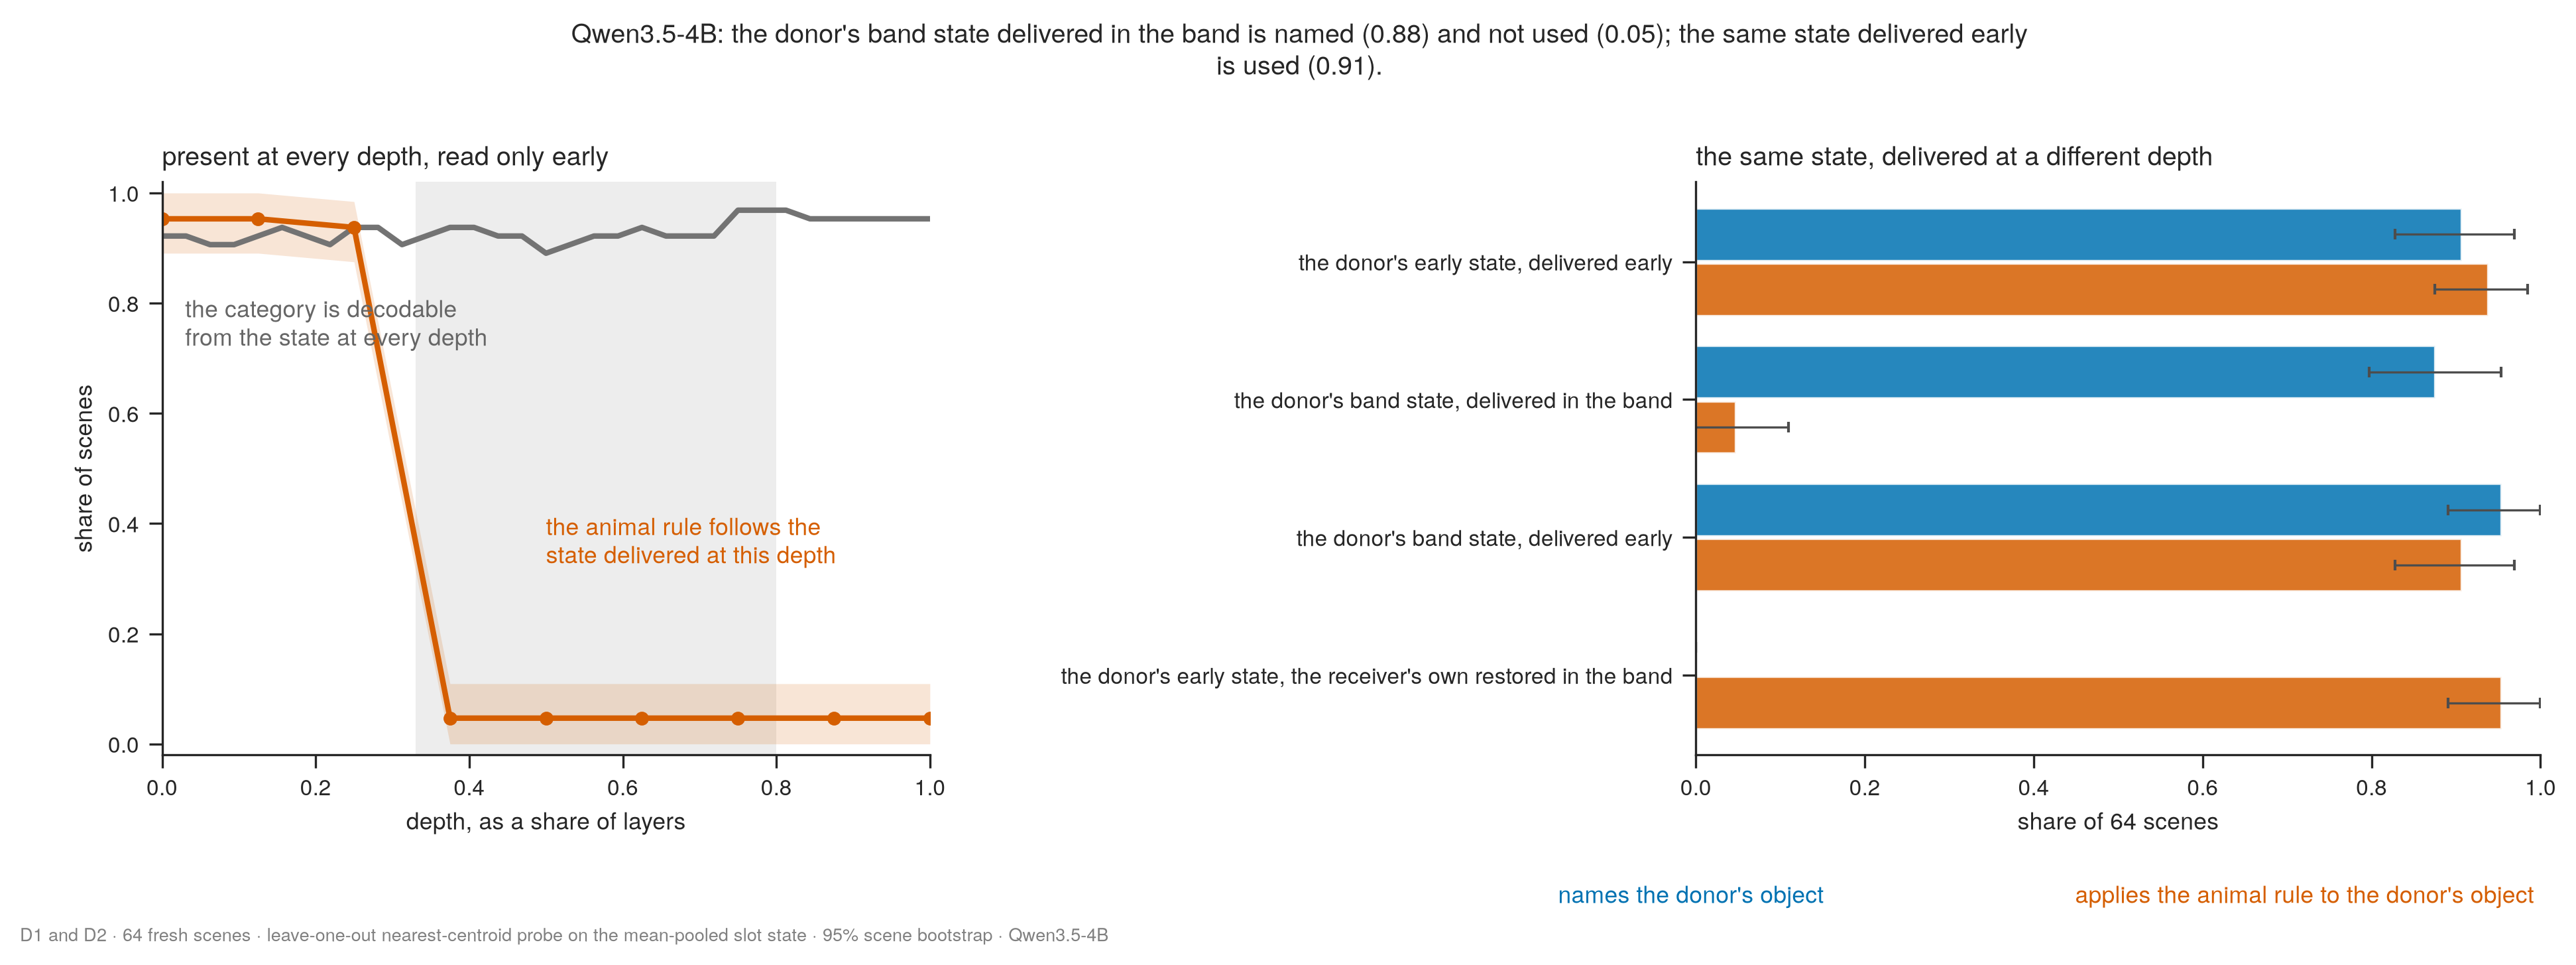 Qwen3.5-4B: the donor's band state delivered in the band is named (0.88) and not used (0.05); the same state delivered early
is used (0.91).
present at every depth, read only early
1.0
0.8
0.6
0.4
0.2
0.0
share of scenes
the category is decodable
from the state at every depth
the animal rule follows the
state delivered at this depth
0.0
0.2
0.4
0.6
0.8
1.0
depth, as a share of layers
the same state, delivered at a different depth
the donor's early state, delivered early
the donor's band state, delivered in the band
the donor's band state, delivered early
the donor's early state, the receiver's own restored in the band
0.0
0.2
0.4
0.6
0.8
1.0
share of 64 scenes
names the donor's object
applies the animal rule to the donor's object
D1 and D2 · 64 fresh scenes · leave-one-out nearest-centroid probe on the mean-pooled slot state · 95% scene bootstrap · Qwen3.5-4B